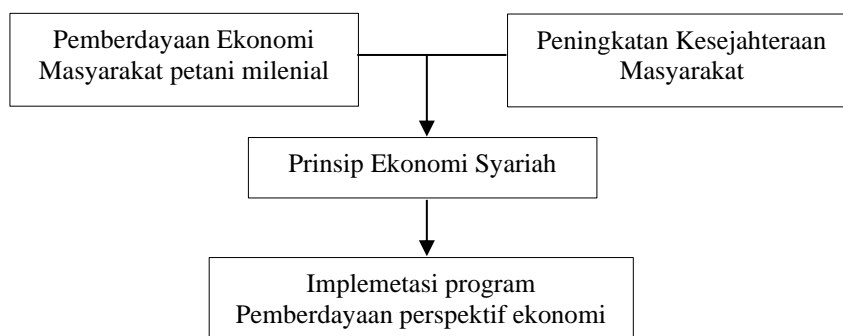 Pemberdayaan Ekonomi
Masyarakat petani milenial
Peningkatan Kesejahteraan
Masyarakat
Prinsip Ekonomi Syariah
Implemetasi program
Pemberdayaan perspektif ekonomi